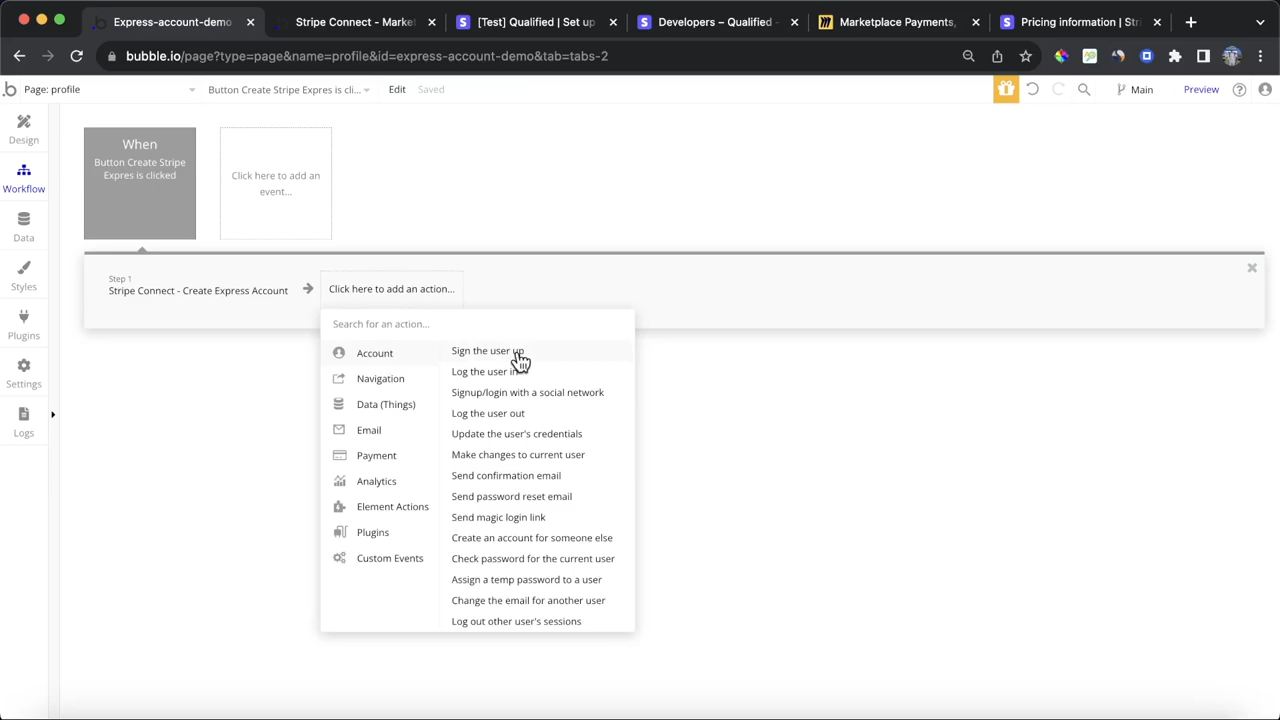 Express-account-demo
Stripe Connect - Market
[Test] Qualified | Set up
Developers – Qualified –
Marketplace Payments,
Pricing information | Stri
bubble.io/page?type=page&name=profile&id=express-account-demo&tab=tabs-2
Page: profile
Button Create Stripe Expres is cli...
Edit
Saved
Main
Preview
Design
Workflow
Data
Styles
Plugins
Settings
Logs
When
Button Create Stripe
Expres is clicked
Click here to add an
event...
Step 1
Stripe Connect - Create Express Account
Click here to add an action...
Search for an action...
Account
Navigation
Data (Things)
Email
Payment
Analytics
Element Actions
Plugins
Custom Events
Sign the user up
Log the user in
Signup/login with a social network
Log the user out
Update the user's credentials
Make changes to current user
Send confirmation email
Send password reset email
Send magic login link
Create an account for someone else
Check password for the current user
Assign a temp password to a user
Change the email for another user
Log out other user's sessions